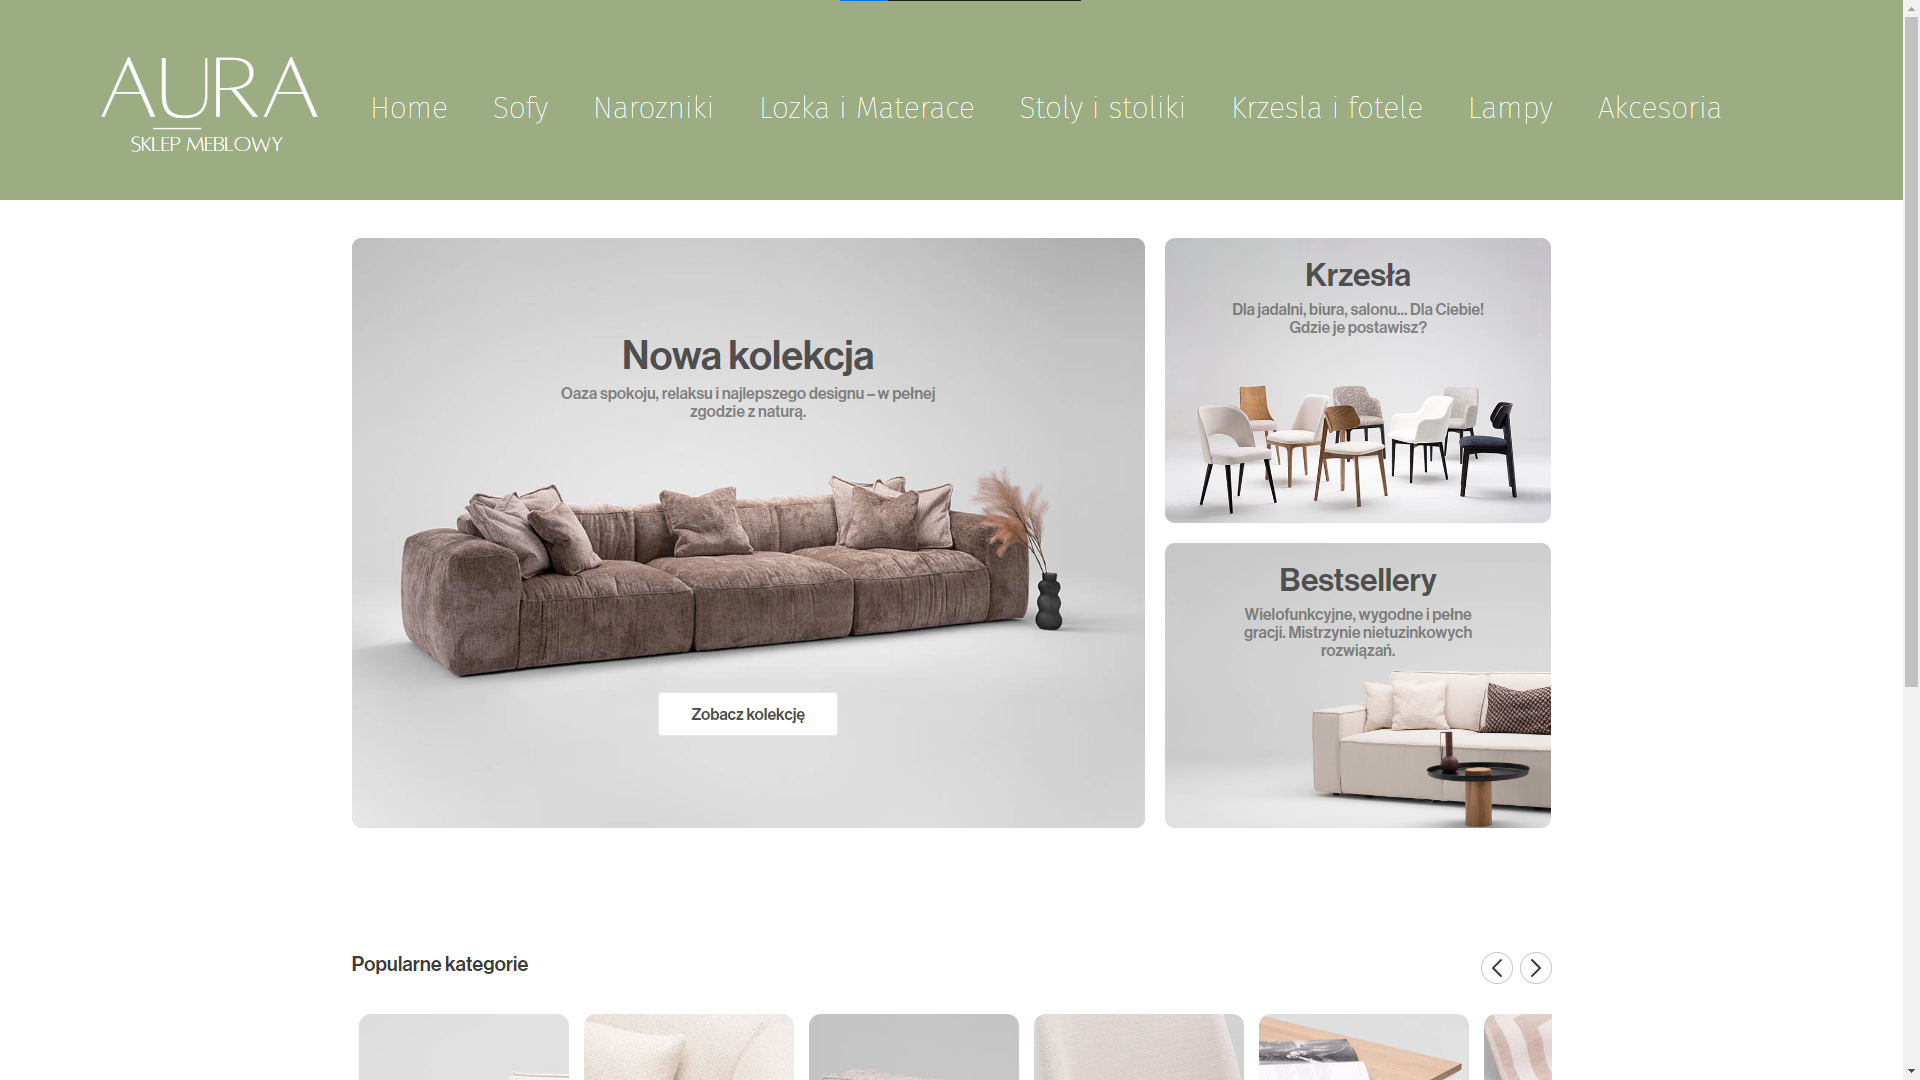 AURA
SKLEP MEBLOWY
Home Sofy Narozniki Lozka i Materace Stoly i stoliki Krzesla i fotele Lampy Akcesoria
Nowa kolekcja
Oaza spokoju, relaksu i najlepszego designu – w pełnej
zgodzie z naturą.
Zobacz kolekcję
Krzesła
Dla jadalni, biura, salonu... Dla Ciebie!
Gdzie je postawisz?
Bestsellery
Wielofunkcyjne, wygodne i pełne
gracji. Mistrzynie nietuzinkowych
rozwiązań.
Popularne kategorie